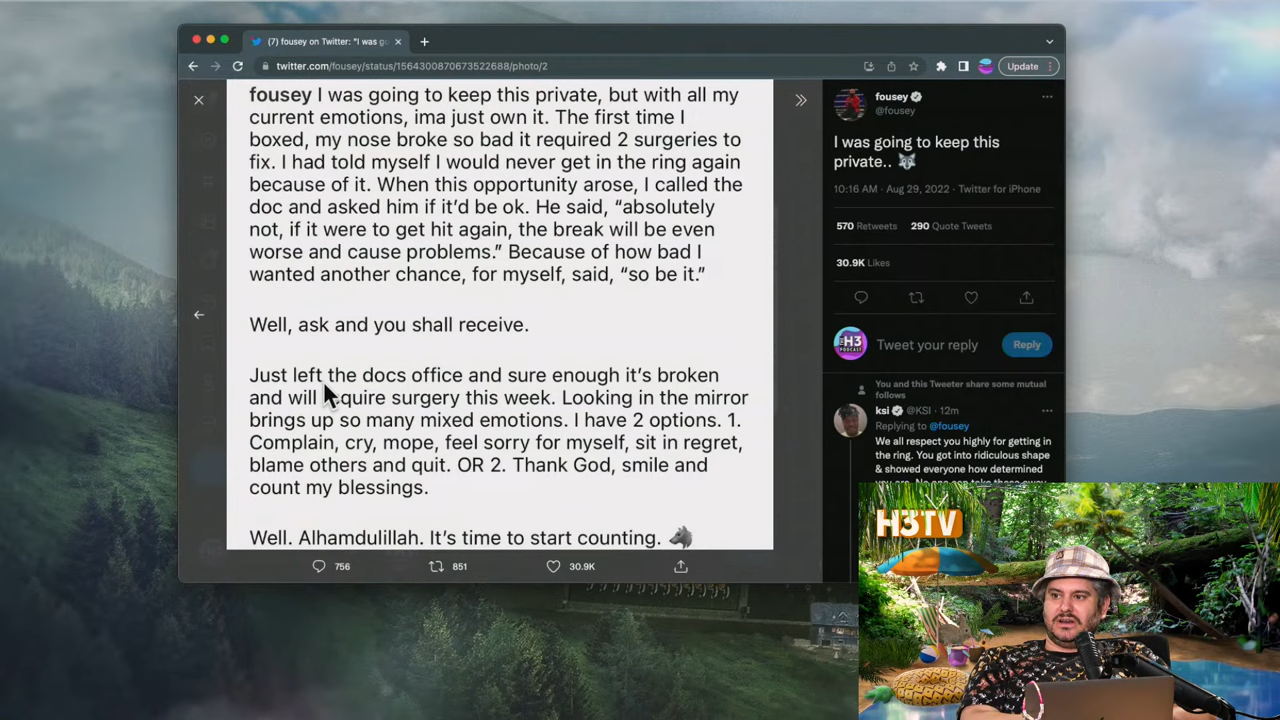 (7) fousey on Twitter: "I was go
twitter.com/fousey/status/1564300870673522688/photo/2
Update
fousey I was going to keep this private, but with all my
current emotions, ima just own it. The first time I
boxed, my nose broke so bad it required 2 surgeries to
fix. I had told myself I would never get in the ring again
because of it. When this opportunity arose, I called the
doc and asked him if it'd be ok. He said, “absolutely
not, if it were to get hit again, the break will be even
worse and cause problems.” Because of how bad I
wanted another chance, for myself, said, “so be it.”
Well, ask and you shall receive.
Just left the docs office and sure enough it's broken
and will require surgery this week. Looking in the mirror
brings up so many mixed emotions. I have 2 options. 1.
Complain, cry, mope, feel sorry for myself, sit in regret,
blame others and quit. OR 2. Thank God, smile and
count my blessings.
Well. Alhamdulillah. It's time to start counting. 🐺
756 851 30.9K
fousey
@fousey
I was going to keep this
private.. 🐺
10:16 AM · Aug 29, 2022 · Twitter for iPhone
570 Retweets 290 Quote Tweets
30.9K Likes
H3
PODCAST
Tweet your reply
Reply
You and this Tweeter share some mutual
follows
ksi @KSI · 12m
Replying to @fousey
We all respect you highly for getting in
the ring. You got into ridiculous shape
& showed everyone how determined
H3TV